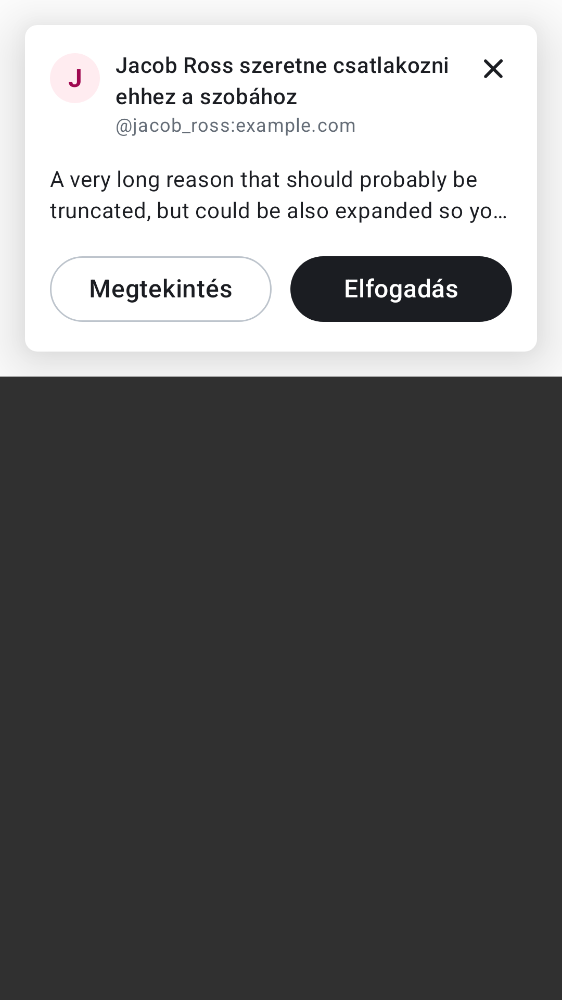 J
Jacob Ross szeretne csatlakozni
ehhez a szobához
@jacob_ross:example.com
A very long reason that should probably be
truncated, but could be also expanded so yo…
Megtekintés
Elfogadás